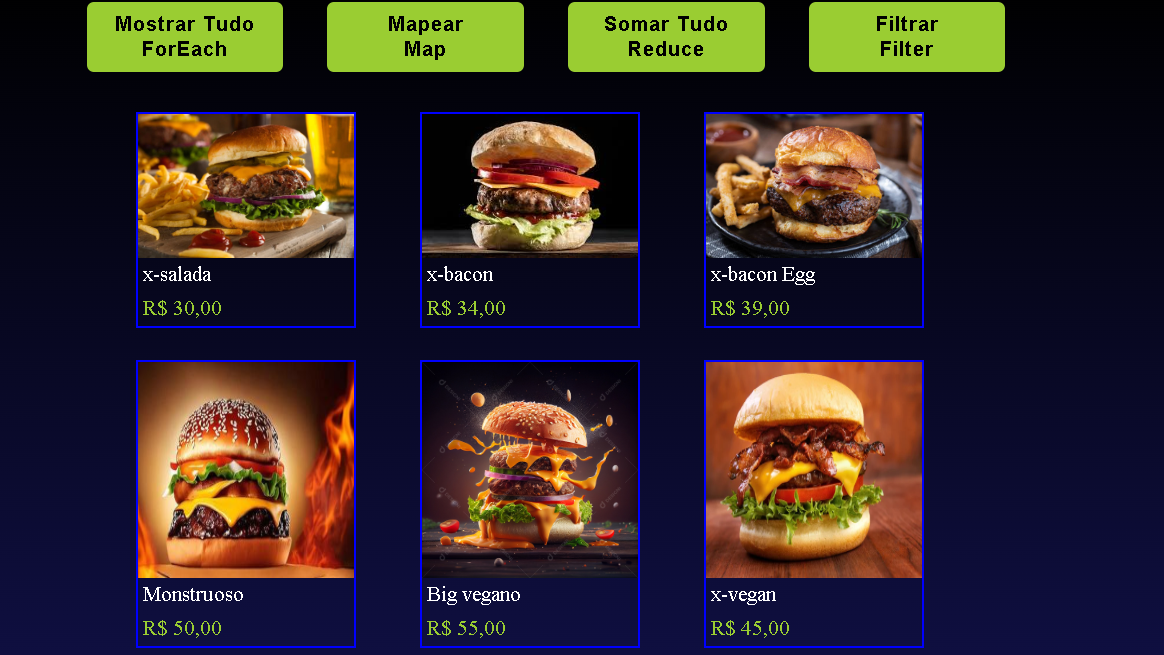 Mostrar Tudo
ForEach
Mapear
Map
Somar Tudo
Reduce
Filtrar
Filter
x-salada
R$ 30,00
x-bacon
R$ 34,00
x-bacon Egg
R$ 39,00
Monstruoso
R$ 50,00
Big vegano
R$ 55,00
x-vegan
R$ 45,00